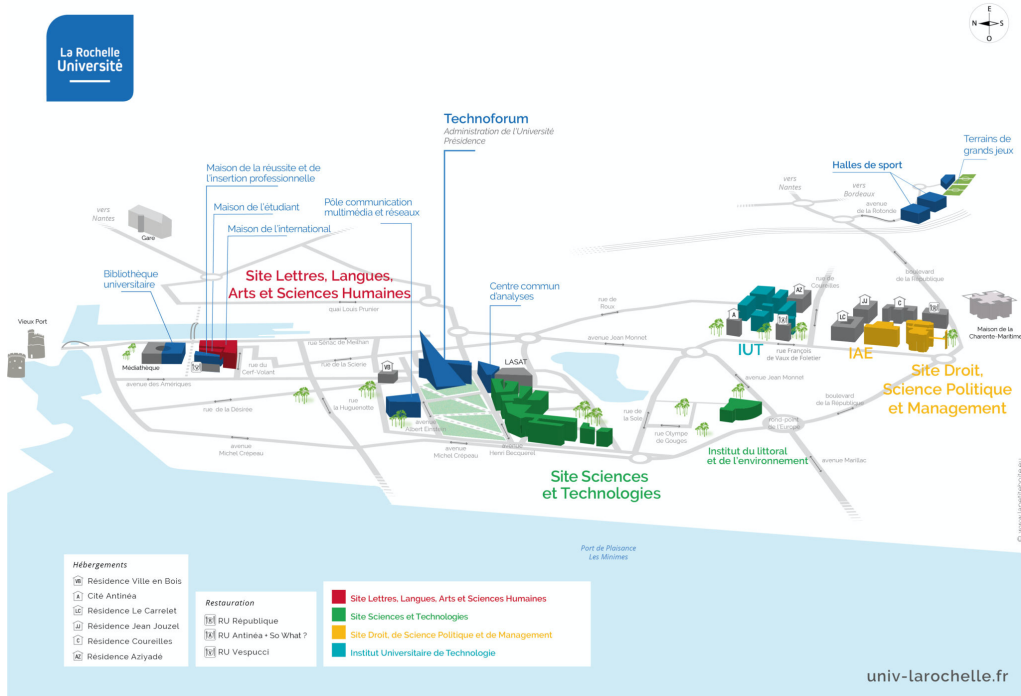 La Rochelle
Université
E
N
S
O
Technoforum
Administration de l'Université
Présidence
Terrains de
grands jeux
Halles de sport
vers
Nantes
vers
Bordeaux
avenue
de la Rotonde
Maison de la réussite et de
l'insertion professionnelle
Maison de l'étudiant
Maison de l'international
Pôle communication
multimédia et réseaux
vers
Nantes
Gare
Site Lettres, Langues,
Arts et Sciences Humaines
quai Louis Prunier
Bibliothèque
universitaire
Centre commun
d'analyses
boulevard
de la République
rue de
Coureilles
AZ
JJ
C
LC
A
Maison de la
Charente-Maritime
Vieux Port
rue de
Roux
avenue Jean Monnet
rue Sénac de Meilhan
rue de la Scierie
Médiathèque
rue du
Cerf-Volant
VB
LASAT
IUT
rue François
de Vaux de Foletier
IAE
Site Droit,
Science Politique
et Management
avenue des Amériques
rue de la Désirée
rue
la Huguenotte
avenue
Albert Einstein
avenue
Michel Crépeau
avenue
Michel Crépeau
avenue
Henri Becquerel
rue de
la Soie
rue Olympe
de Gouges
avenue Jean Monnet
boulevard
de la République
rond-point
de l'Europe
avenue Marillac
Institut du littoral
et de l'environnement
Site Sciences
et Technologies
Port de Plaisance
Les Minimes
Hébergements
VB Résidence Ville en Bois
A Cité Antinéa
LC Résidence Le Carrelet
JJ Résidence Jean Jouzel
C Résidence Coureilles
AZ Résidence Aziyadé
Restauration
RU République
RU Antinéa • So What ?
RU Vespucci
Site Lettres, Langues, Arts et Sciences Humaines
Site Sciences et Technologies
Site Droit, de Science Politique et de Management
Institut Universitaire de Technologie
univ-larochelle.fr